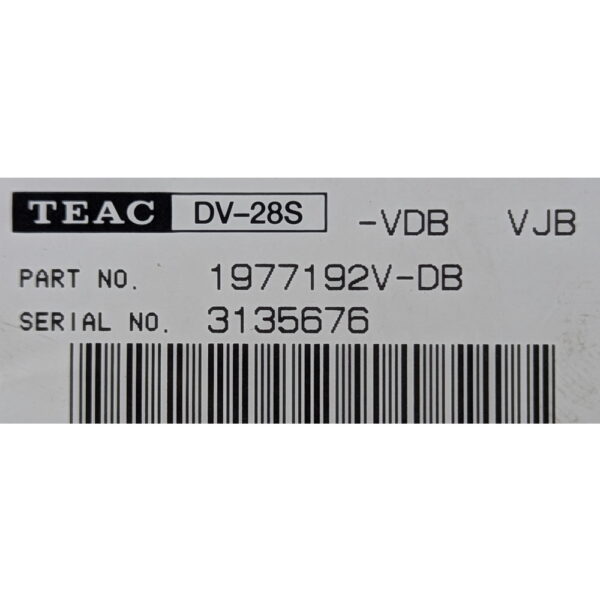 TEAC DV-28S -VDB VJB
PART NO. 1977192V-DB
SERIAL NO. 3135676